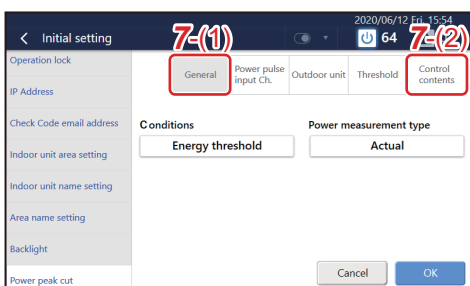 2020/06/12 Fri 15:54
Initial setting
7-(1)
64
7-(2)
Operation lock
IP Address
Check Code email address
Indoor unit area setting
Indoor unit name setting
Area name setting
Backlight
Power peak cut
General
Power pulse
input Ch.
Outdoor unit
Threshold
Control
contents
Conditions
Power measurement type
Energy threshold
Actual
Cancel
OK